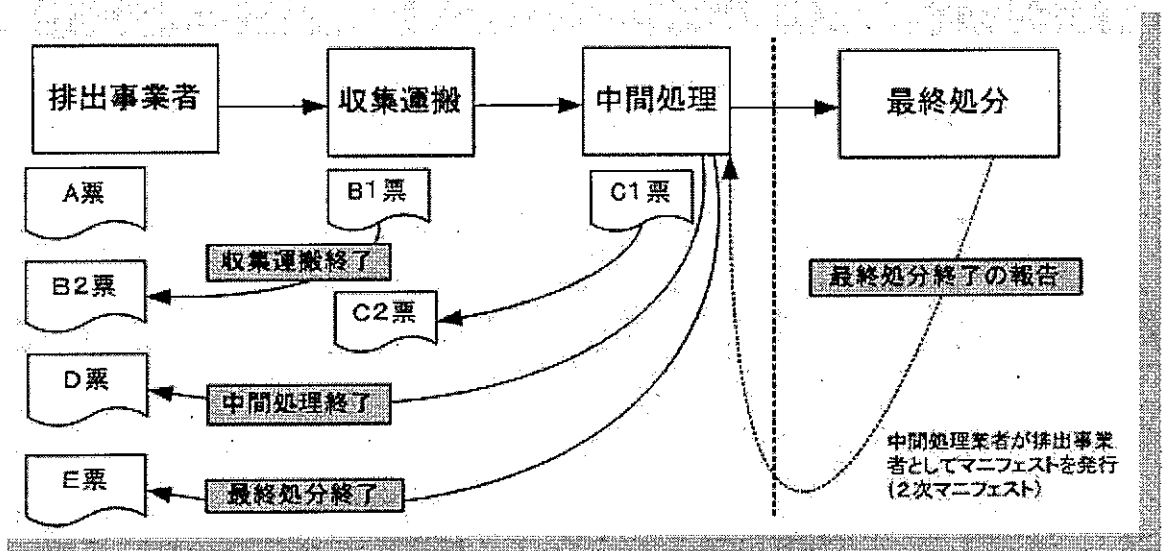 排出事業者
収集運搬
中間処理
最終処分
A票
B1票
C1票
収集運搬終了
B2票
C2票
最終処分終了の報告
D票
中間処理終了
E票
最終処分終了
中間処理業者が排出事業
者としてマニフェストを発行
(2次マニフェスト)